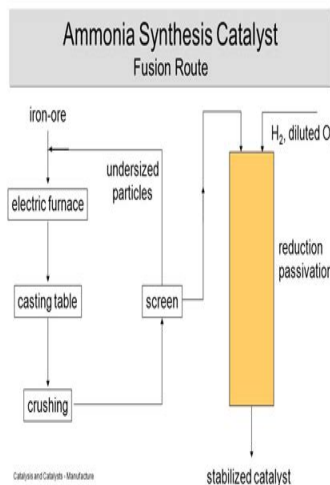 Ammonia Synthesis Catalyst
Fusion Route
iron-ore
H₂, diluted O
undersized
particles
electric furnace
reduction
passivation
casting table
screen
crushing
stabilized catalyst
Catalysis and Catalysts - Manufacture